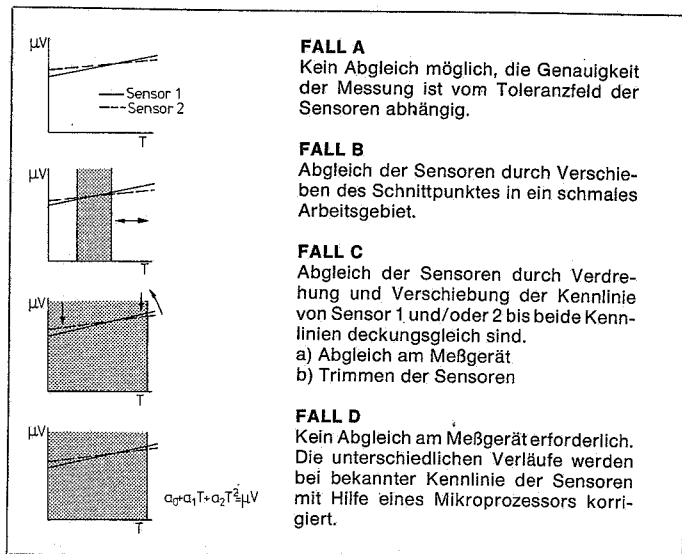 μV
Sensor 1
Sensor 2
T
FALL A
Kein Abgleich möglich, die Genauigkeit
der Messung ist vom Toleranzfeld der
Sensoren abhängig.
μV
T
FALL B
Abgleich der Sensoren durch Verschie-
ben des Schnittpunktes in ein schmales
Arbeitsgebiet.
μV
T
FALL C
Abgleich der Sensoren durch Verdre-
hung und Verschiebung der Kennlinie
von Sensor 1 und/oder 2 bis beide Kenn-
linien deckungsgleich sind.
a) Abgleich am Meßgerät
b) Trimmen der Sensoren
μV
T
a₀+a₁T+a₂T²=μV
FALL D
Kein Abgleich am Meßgerät erforderlich.
Die unterschiedlichen Verläufe werden
bei bekannter Kennlinie der Sensoren
mit Hilfe eines Mikroprozessors korri-
giert.